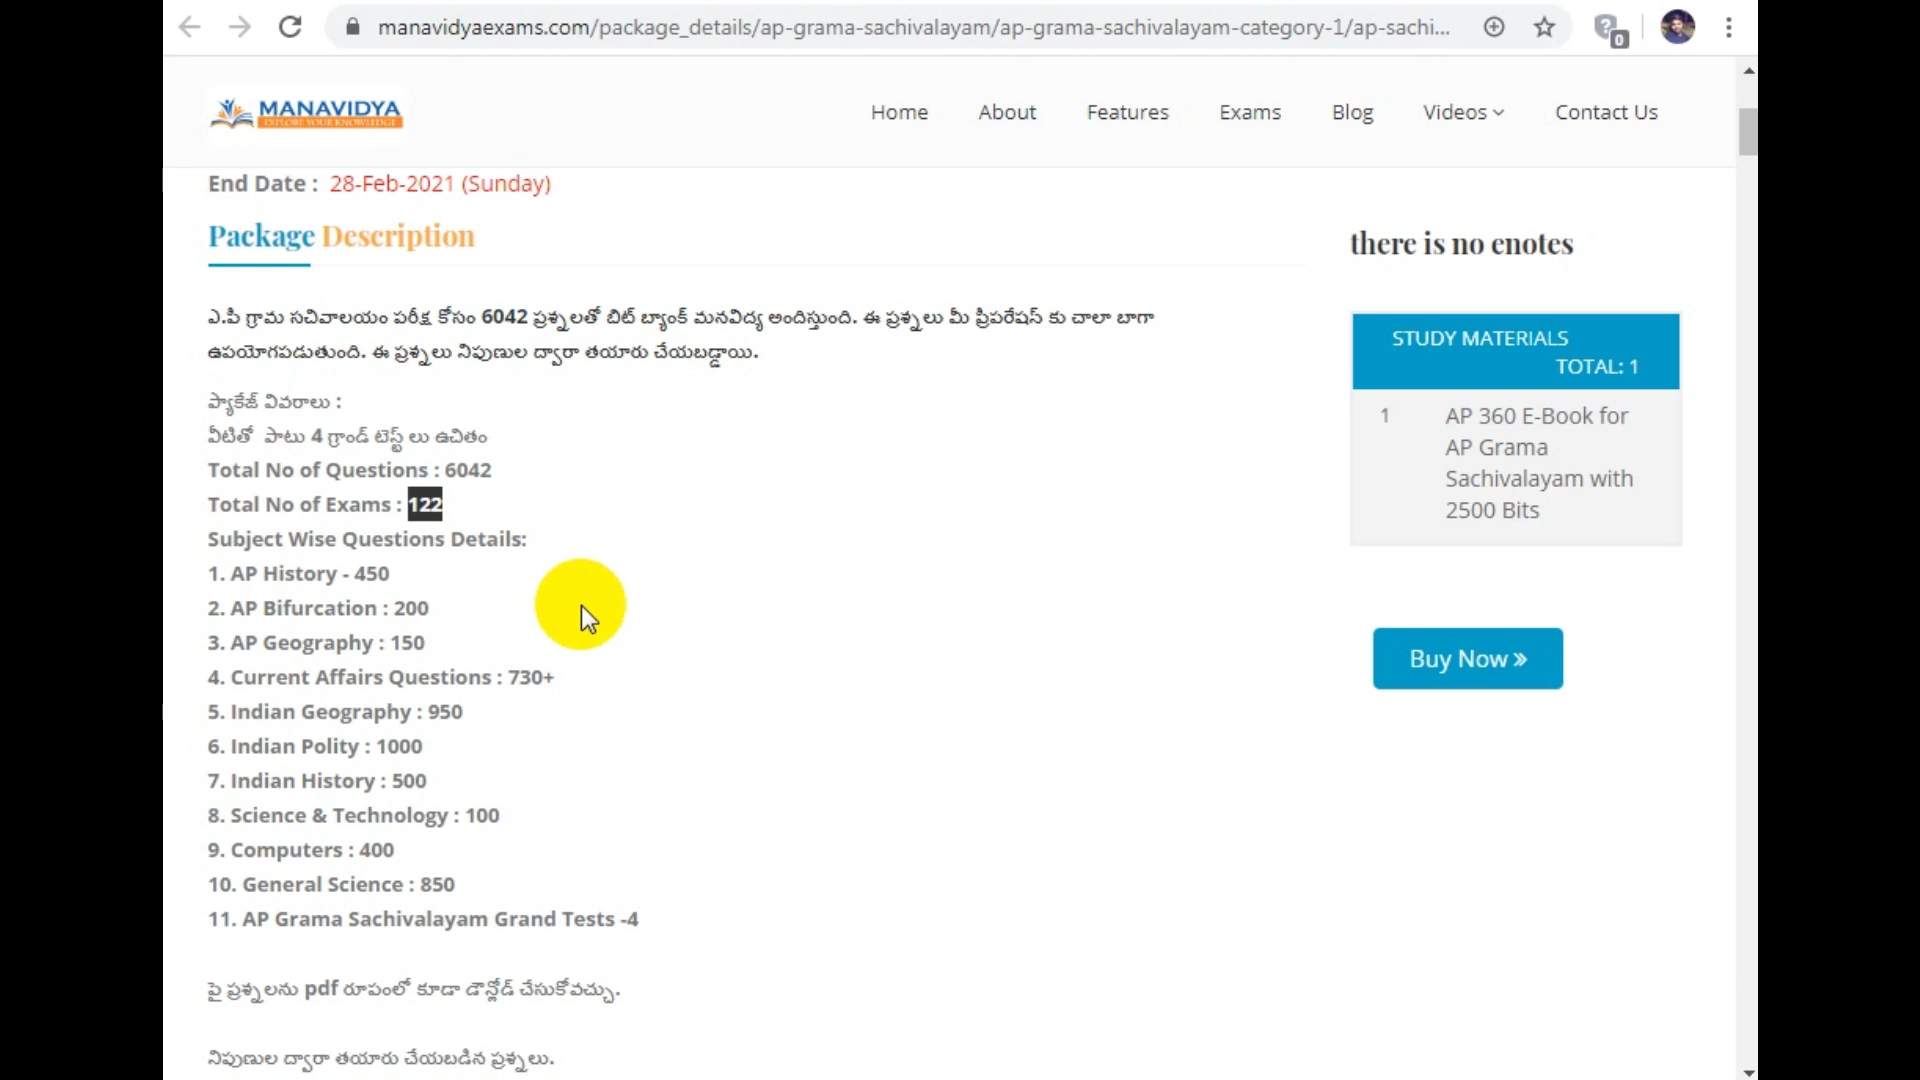 manavidyaexams.com/package_details/ap-grama-sachivalayam/ap-grama-sachivalayam-category-1/ap-sachi...
0
MANAVIDYA
EXPLORE YOUR KNOWLEDGE
Home About Features Exams Blog Videos Contact Us
End Date : 28-Feb-2021 (Sunday)
Package Description
ఎ.పీ గ్రామ సచివాలయం పరీక్ష కోసం 6042 ప్రశ్నలతో బిట్ బ్యాంక్ మనవిద్య అందిస్తుంది. ఈ ప్రశ్నలు మీ ప్రిపరేషన్ కు చాలా బాగా
ఉపయోగపడుతుంది. ఈ ప్రశ్నలు నిపుణుల ద్వారా తయారు చేయబడ్డాయి.
ప్యాకేజ్ వివరాలు :
వీటితో పాటు 4 గ్రాండ్ టెస్ట్ లు ఉచితం
Total No of Questions : 6042
Total No of Exams : 122
Subject Wise Questions Details:
1. AP History - 450
2. AP Bifurcation : 200
3. AP Geography : 150
4. Current Affairs Questions : 730+
5. Indian Geography : 950
6. Indian Polity : 1000
7. Indian History : 500
8. Science & Technology : 100
9. Computers : 400
10. General Science : 850
11. AP Grama Sachivalayam Grand Tests -4
పై ప్రశ్నలను pdf రూపంలో కూడా డౌన్లోడ్ చేసుకోవచ్చు.
నిపుణుల ద్వారా తయారు చేయబడిన ప్రశ్నలు.
there is no enotes
STUDY MATERIALS
TOTAL: 1
1 AP 360 E-Book for
AP Grama
Sachivalayam with
2500 Bits
Buy Now »